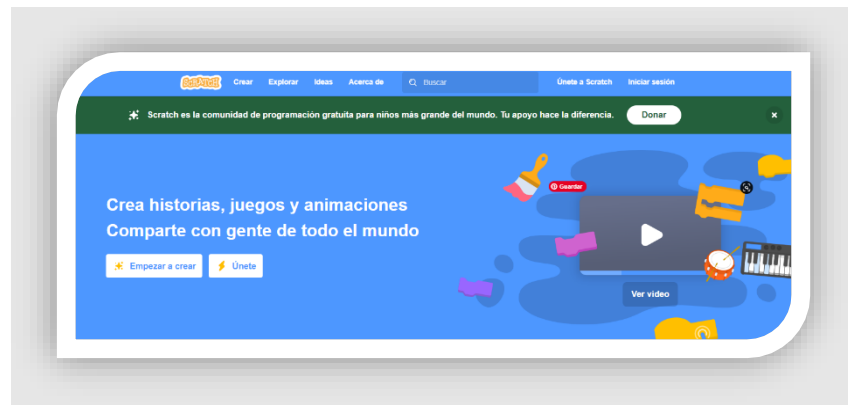 SCRATCH Crear Explorar Ideas Acerca de Buscar Únete a Scratch Iniciar sesión
Scratch es la comunidad de programación gratuita para niños más grande del mundo. Tu apoyo hace la diferencia. Donar
Crea historias, juegos y animaciones
Comparte con gente de todo el mundo
Empezar a crear Únete
Guardar
Ver video